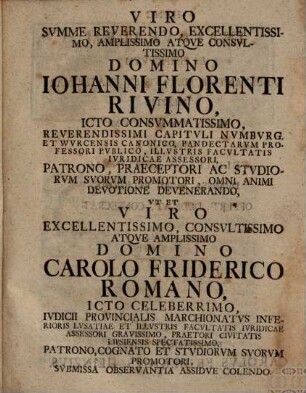 VIRO
SVMME REVERENDO, EXCELLENTISSI-
MO, AMPLISSIMO ATQVE CONSVL-
TISSIMO
DOMINO
IOHANNI FLORENTI
RIVINO,
ICTO CONSVMMATISSIMO,
REVERENDISSIMI CAPITVLI NVMBVRG.
ET WVRCENSIS CANONICO, PANDECTARVM PRO-
FESSORI PVBLICO, ILLVSTRIS FACVLTATIS
IVRIDICAE ASSESSORI,
PATRONO, PRAECEPTORI AC STVDIO-
RVM SVORVM PROMOTORI, OMNI ANIMI
DEVOTIONE DEVENERANDO,
VT ET
VIRO
EXCELLENTISSIMO, CONSVLTISSIMO
ATQVE AMPLISSIMO
DOMINO
CAROLO FRIDERICO
ROMANO,
ICTO CELEBERRIMO,
IVDICII PROVINCIALIS MARCHIONATVS INFE-
RIORIS LVSATIAE ET ILLVSTRIS FACVLTATIS IVRIDICAE
ASSESSORI GRAVISSIMO, PRAETORI CIVITATIS
LIPSIENSIS SPECTATISSIMO,
PATRONO, COGNATO ET STVDIORVM SVORVM
PROMOTORI,
SVBMISSA OBSERVANTIA ASSIDVE COLENDO